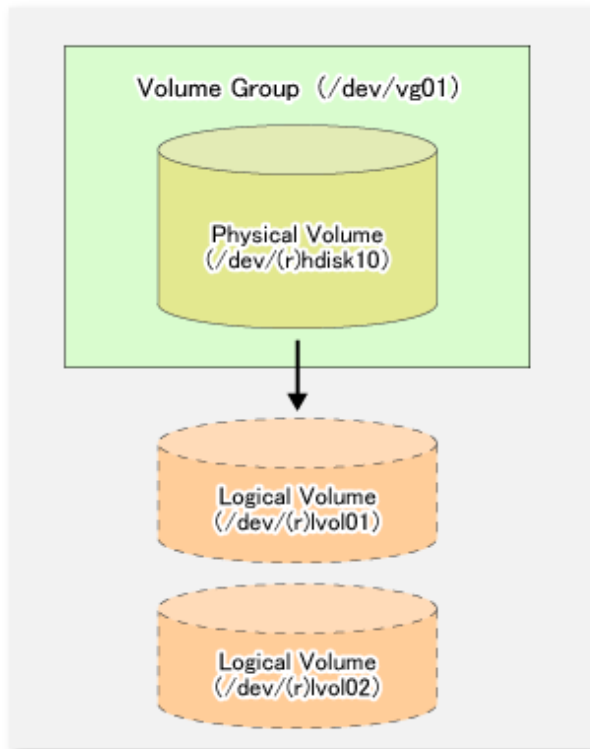 Volume Group (/dev/vg01)
Physical Volume
(/dev/(r)hdisk10)
Logical Volume
(/dev/(r)lvol01)
Logical Volume
(/dev/(r)lvol02)